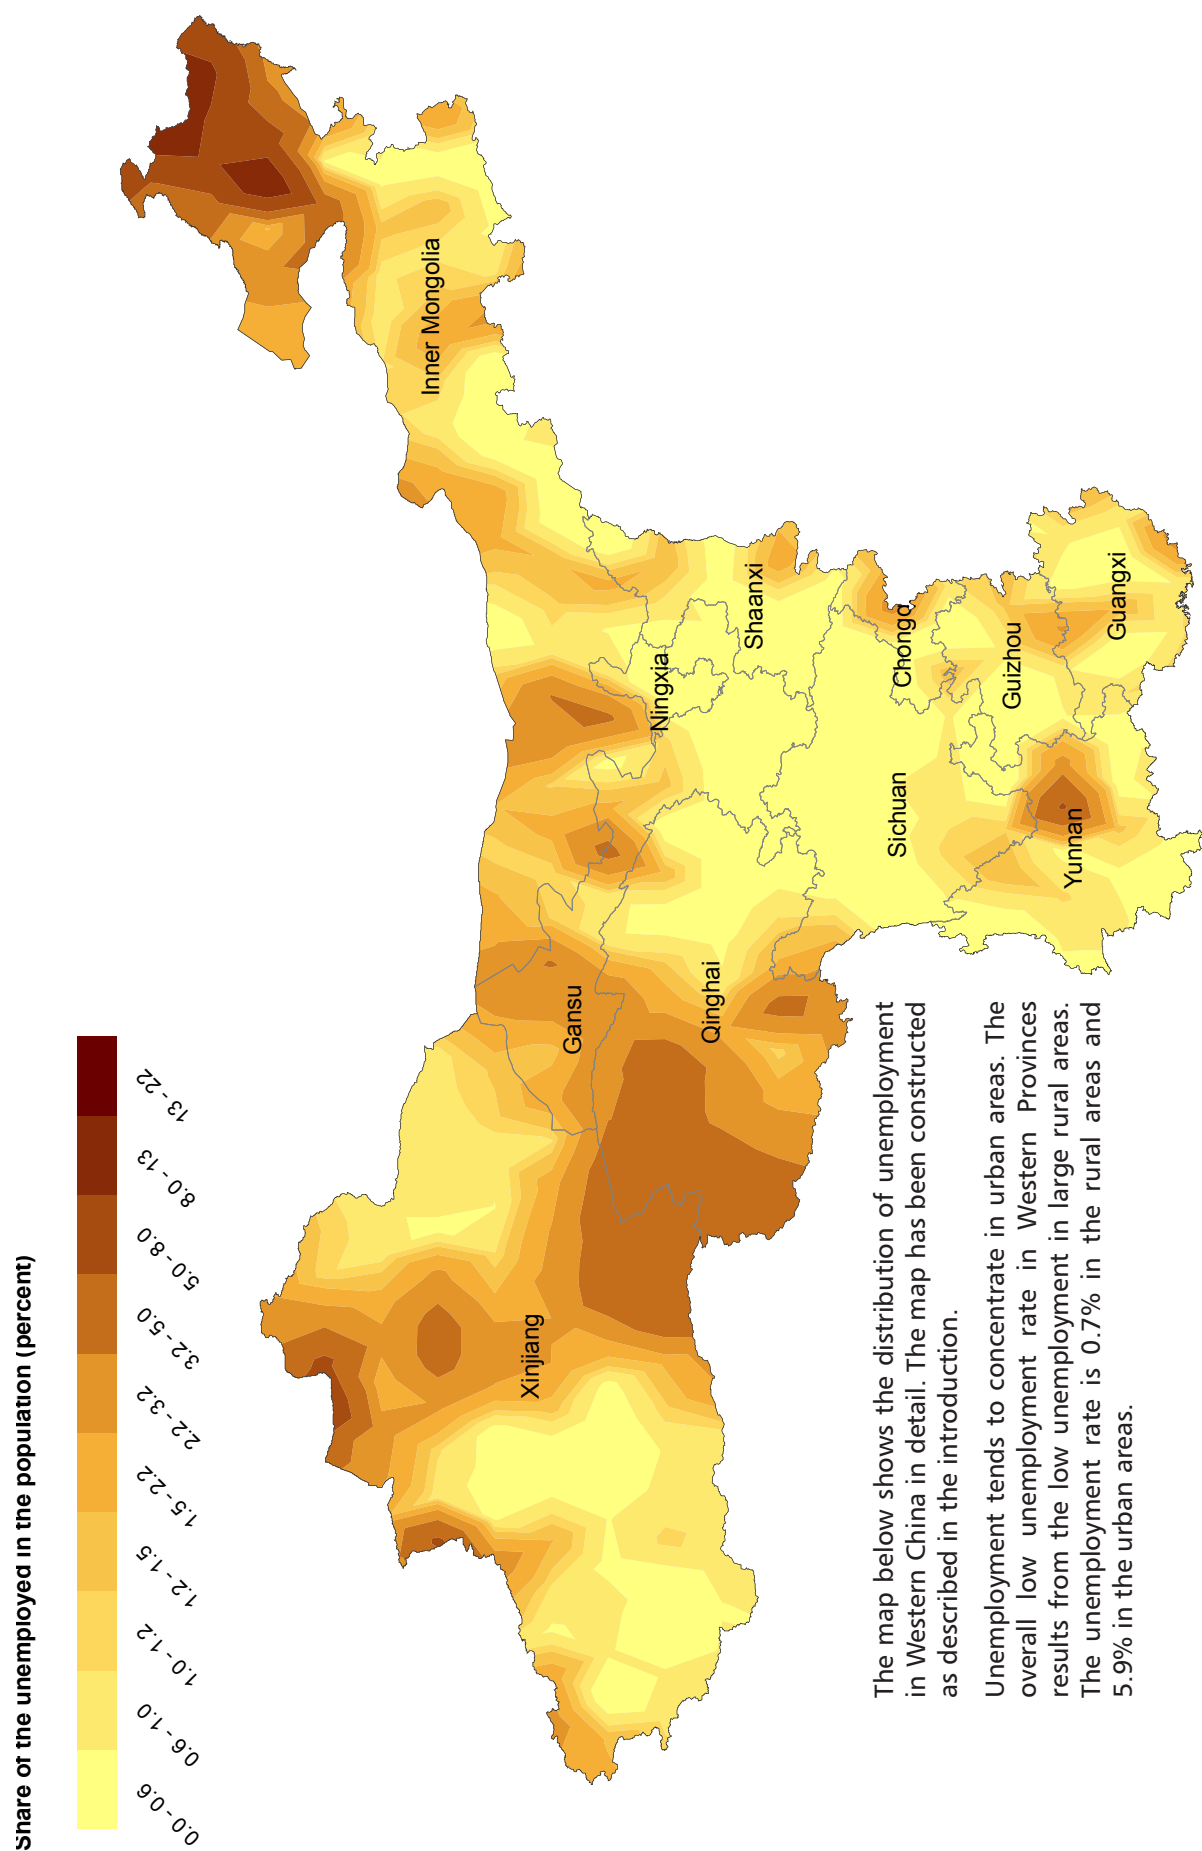 Share of the unemployed in the population (percent)
0.0 - 0.6
0.6 - 1.0
1.0 - 1.2
1.2 - 1.5
1.5 - 2.2
2.2 - 3.2
3.2 - 5.0
5.0 - 8.0
8.0 - 13
13 - 22
Xinjiang
Gansu
Qinghai
Inner Mongolia
Ningxia
Shaanxi
Sichuan
Chongq
Guizhou
Yunnan
Guangxi
The map below shows the distribution of unemployment
in Western China in detail. The map has been constructed
as described in the introduction.
Unemployment tends to concentrate in urban areas. The
overall low unemployment rate in Western Provinces
results from the low unemployment in large rural areas.
The unemployment rate is 0.7% in the rural areas and
5.9% in the urban areas.